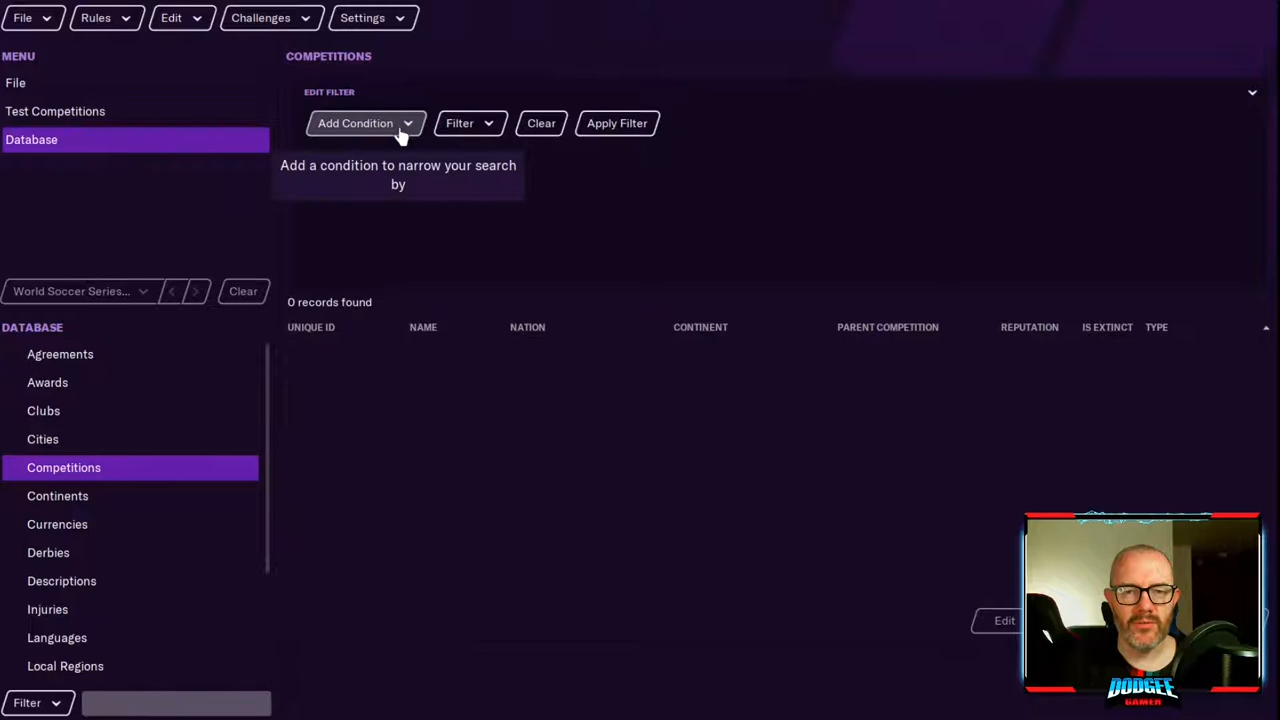 File
Rules
Edit
Challenges
Settings
MENU
File
Test Competitions
Database
World Soccer Series...
Clear
DATABASE
Agreements
Awards
Clubs
Cities
Competitions
Continents
Currencies
Derbies
Descriptions
Injuries
Languages
Local Regions
Filter
COMPETITIONS
EDIT FILTER
Add Condition
Filter
Clear
Apply Filter
Add a condition to narrow your search
by
0 records found
UNIQUE ID NAME NATION CONTINENT PARENT COMPETITION REPUTATION IS EXTINCT TYPE
Edit
DODGEE
GAMER